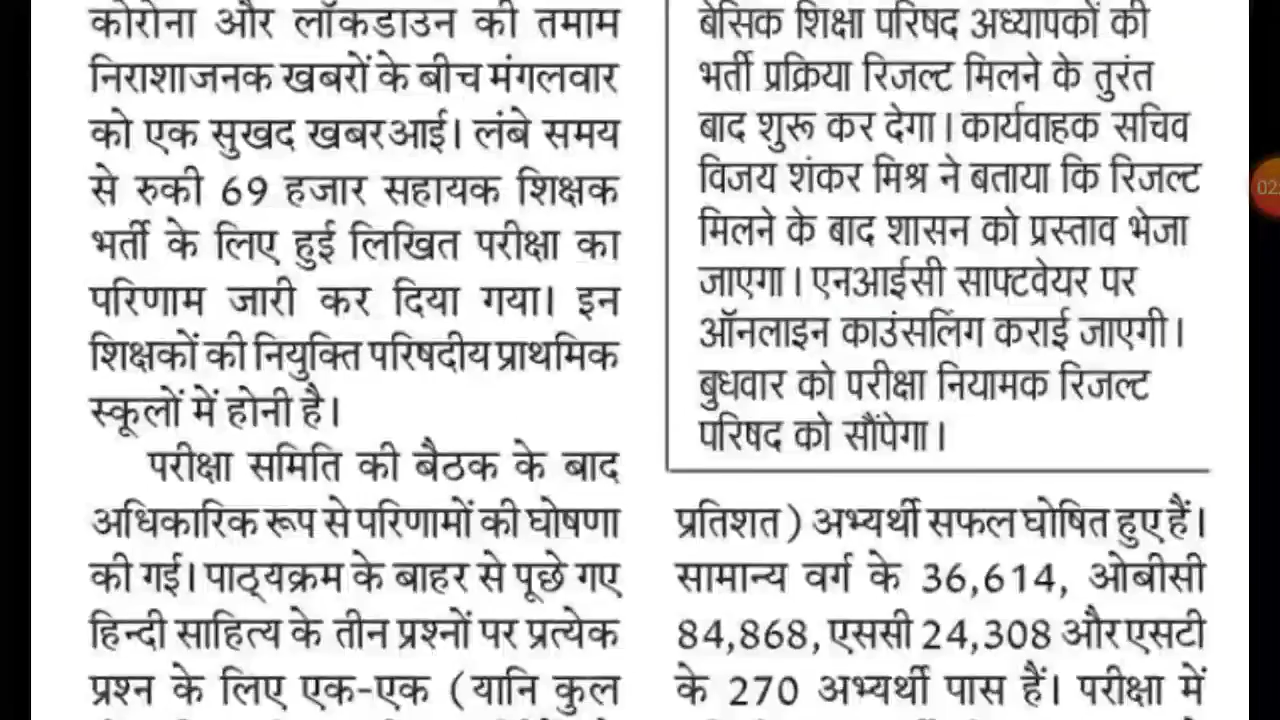 कोरोना और लॉकडाउन की तमाम
निराशाजनक खबरों के बीच मंगलवार
को एक सुखद खबर आई। लंबे समय
से रुकी 69 हजार सहायक शिक्षक
भर्ती के लिए हुई लिखित परीक्षा का
परिणाम जारी कर दिया गया। इन
शिक्षकों की नियुक्ति परिषदीय प्राथमिक
स्कूलों में होनी है।
परीक्षा समिति की बैठक के बाद
अधिकारिक रूप से परिणामों की घोषणा
की गई। पाठ्यक्रम के बाहर से पूछे गए
हिन्दी साहित्य के तीन प्रश्नों पर प्रत्येक
प्रश्न के लिए एक-एक (यानि कुल
बेसिक शिक्षा परिषद अध्यापकों की
भर्ती प्रक्रिया रिजल्ट मिलने के तुरंत
बाद शुरू कर देगा। कार्यवाहक सचिव
विजय शंकर मिश्र ने बताया कि रिजल्ट
मिलने के बाद शासन को प्रस्ताव भेजा
जाएगा। एनआईसी साफ्टवेयर पर
ऑनलाइन काउंसलिंग कराई जाएगी।
बुधवार को परीक्षा नियामक रिजल्ट
परिषद को सौंपेगा।
प्रतिशत) अभ्यर्थी सफल घोषित हुए हैं।
सामान्य वर्ग के 36,614, ओबीसी
84,868, एससी 24,308 और एसटी
के 270 अभ्यर्थी पास हैं। परीक्षा में